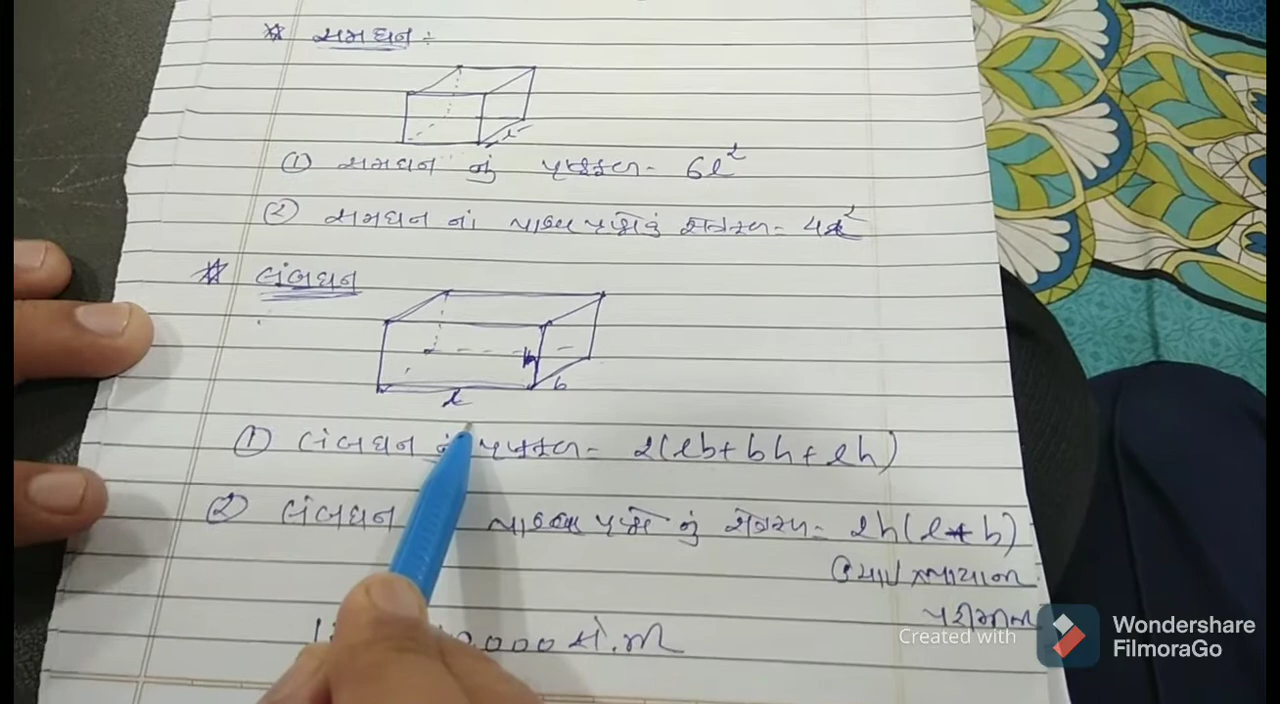 * સમઘન :
l
① સમઘન નું પૃષ્ઠફળ - 6l²
② સમઘન નાં પાર્શ્વ પૃષ્ઠોનું ક્ષેત્રફળ - 4l²
* લંબઘન
h
b
l
① લંબઘન નું પૃષ્ઠફળ - 2(lb+bh+lh)
② લંબઘન પાર્શ્વ પૃષ્ઠો નું ક્ષેત્રફળ = 2h(l+b)
000 સે.મી
Created with
Wondershare
FilmoraGo